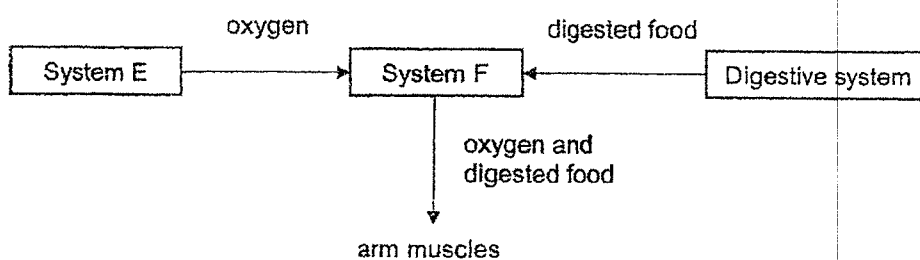 oxygen
digested food
System E
System F
Digestive system
oxygen and
digested food
arm muscles